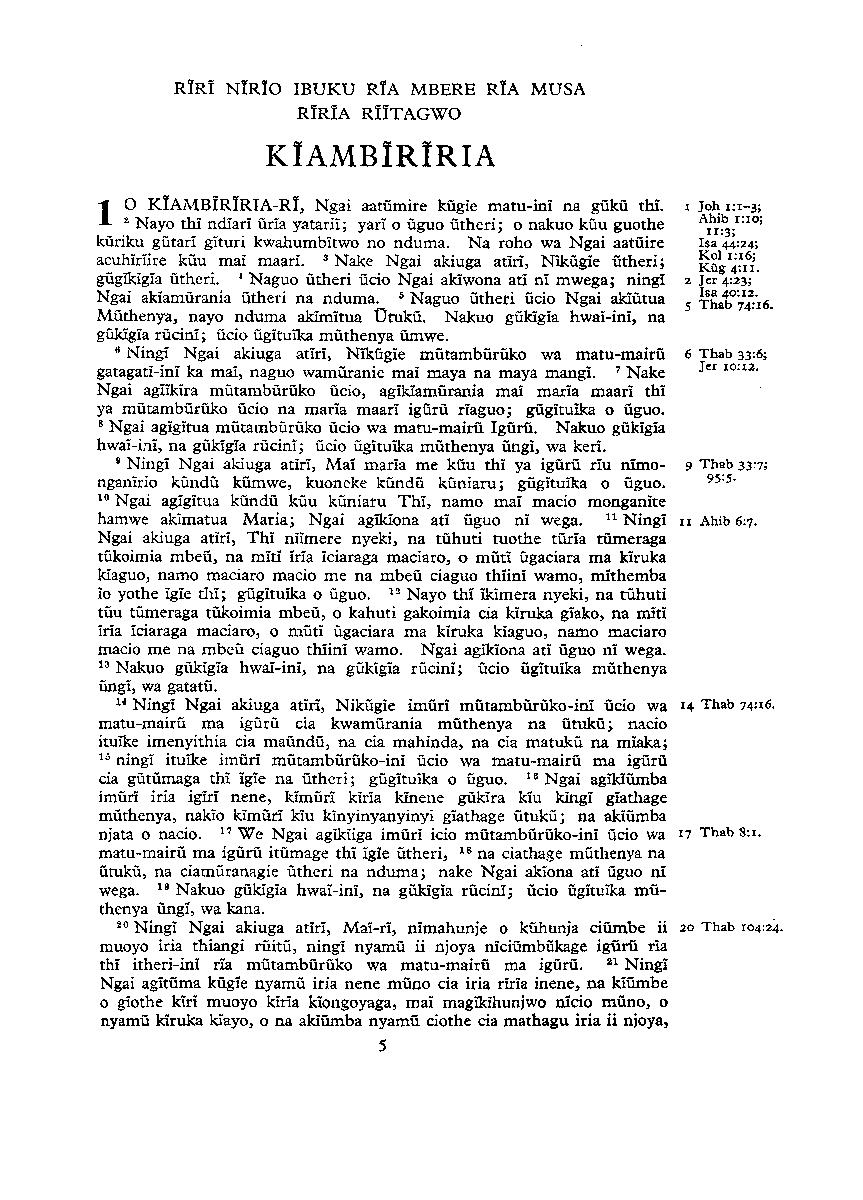 RĨRĨ NĨRĨO IBUKU RĨA MBERE RĨA MUSA
RĨRĨA RĨĨTAGWO
KĨAMBĨRĨRIA
1 O KĨAMBĨRĨRIA-RĨ, Ngai aatũmire kũgie matu-inĩ na gũkũ thĩ.
² Nayo thĩ ndĩarĩ ũrĩa yatariĩ; yarĩ o ũguo ũtheri; o nakuo kũu guothe
kũriku gũtarĩ gĩturi kwahumbĩtwo no nduma. Na roho wa Ngai aatũire
acuhĩrĩire kũu maĩ maarĩ. ³ Nake Ngai akiuga atĩrĩ, Nĩkũgĩe ũtheri;
gũgĩkĩgĩa ũtheri. ⁴ Naguo ũtheri ũcio Ngai akĩwona atĩ nĩ mwega; ningĩ
Ngai akĩamũrania ũtheri na nduma. ⁵ Naguo ũtheri ũcio Ngai akĩũtua
Mũthenya, nayo nduma akĩmĩtua Ũtukũ. Nakuo gũkĩgĩa hwaĩ-inĩ, na
gũkĩgĩa rũcinĩ; ũcio ũgĩtuĩka mũthenya ũmwe.
⁶ Ningĩ Ngai akiuga atĩrĩ, Nĩkũgĩe mũtambũrũko wa matu-mairũ
gatagatĩ-inĩ ka maĩ, naguo wamũranie maĩ maya na maya mangĩ. ⁷ Nake
Ngai agĩĩkĩra mũtambũrũko ũcio, agĩkĩamũrania maĩ marĩa maarĩ thĩ
ya mũtambũrũko ũcio na marĩa maarĩ igũrũ rĩaguo; gũgĩtuĩka o ũguo.
⁸ Ngai agĩgĩtua mũtambũrũko ũcio wa matu-mairũ Igũrũ. Nakuo gũkĩgĩa
hwaĩ-inĩ, na gũkĩgĩa rũcinĩ; ũcio ũgĩtuĩka mũthenya ũngĩ, wa kerĩ.
⁹ Ningĩ Ngai akiuga atĩrĩ, Maĩ marĩa me kũu thĩ ya igũrũ rĩu nĩmo-
nganĩrio kũndũ kũmwe, kuoneke kũndũ kũniaru; gũgĩtuĩka o ũguo.
¹⁰ Ngai agĩgĩtua kũndũ kũu kũniaru Thĩ, namo maĩ macio monganĩte
hamwe akĩmatua Maria; Ngai agĩkĩona atĩ ũguo nĩ wega. ¹¹ Ningĩ
Ngai akiuga atĩrĩ, Thĩ nĩĩmere nyeki, na tũhuti tuothe tũrĩa tũmeraga
tũkoimia mbeũ, na mĩtĩ ĩrĩa ĩciaraga maciaro, o mũtĩ ũgaciara ma kĩruka
kĩaguo, namo maciaro macio me na mbeũ ciaguo thĩinĩ wamo, mĩthemba
ĩo yothe ĩgĩe thĩ; gũgĩtuĩka o ũguo. ¹² Nayo thĩ ĩkĩmera nyeki, na tũhuti
tũu tũmeraga tũkoimia mbeũ, o kahuti gakoimia cia kĩruka gĩako, na mĩtĩ
ĩrĩa ĩciaraga maciaro, o mũtĩ ũgaciara ma kĩruka kĩaguo, namo maciaro
macio me na mbeũ ciaguo thĩinĩ wamo. Ngai agĩkĩona atĩ ũguo nĩ wega.
¹³ Nakuo gũkĩgĩa hwaĩ-inĩ, na gũkĩgĩa rũcinĩ; ũcio ũgĩtuĩka mũthenya
ũngĩ, wa gatatũ.
¹⁴ Ningĩ Ngai akiuga atĩrĩ, Nĩkũgĩe imũrĩ mũtambũrũko-inĩ ũcio wa
matu-mairũ ma igũrũ cia kwamũrania mũthenya na ũtukũ; nacio
ituĩke imenyithia cia maũndũ, na cia mahinda, na cia matukũ na mĩaka;
¹⁵ ningĩ ituĩke imũrĩ mũtambũrũko-inĩ ũcio wa matu-mairũ ma igũrũ
cia gũtũmaga thĩ ĩgĩe na ũtheri; gũgĩtuĩka o ũguo. ¹⁶ Ngai agĩkĩũmba
imũrĩ iria igĩrĩ nene, kĩmũrĩ kĩrĩa kĩnene gũkĩra kĩu kĩngĩ gĩathage
mũthenya, nakĩo kĩmũrĩ kĩu kĩnyinyanyinyi gĩathage ũtukũ; na akĩũmba
njata o nacio. ¹⁷ We Ngai agĩkĩiga imũrĩ icio mũtambũrũko-inĩ ũcio wa
matu-mairũ ma igũrũ itũmage thĩ ĩgĩe ũtheri, ¹⁸ na ciathage mũthenya na
ũtukũ, na ciamũranagie ũtheri na nduma; nake Ngai akĩona atĩ ũguo nĩ
wega. ¹⁹ Nakuo gũkĩgĩa hwaĩ-inĩ, na gũkĩgĩa rũcinĩ; ũcio ũgĩtuĩka mũ-
thenya ũngĩ, wa kana.
²⁰ Ningĩ Ngai akiuga atĩrĩ, Maĩ-rĩ, nĩmahunje o kũhunja ciũmbe ii
muoyo iria thiangi rũitũ, ningĩ nyamũ ii njoya nĩciũmbũkage igũrũ rĩa
thĩ itheri-inĩ rĩa mũtambũrũko wa matu-mairũ ma igũrũ. ²¹ Ningĩ
Ngai agĩtũma kũgĩe nyamũ iria nene mũno cia iria rĩrĩa inene, na kĩũmbe
o gĩothe kĩrĩ muoyo kĩrĩa kĩongoyaga, maĩ magĩkĩhunjwo nĩcio mũno, o
nyamũ kĩruka kĩayo, o na akĩũmba nyamũ ciothe cia mathagu iria ii njoya,
1 Joh 1:1-3;
Ahib 1:10;
11:3;
Isa 44:24;
Kol 1:16;
Kũg 4:11.
2 Jer 4:23;
Isa 40:12.
5 Thab 74:16.
6 Thab 33:6;
Jer 10:12.
9 Thab 33:7;
95:5.
11 Ahib 6:7.
14 Thab 74:16.
17 Thab 8:1.
20 Thab 104:24.
5